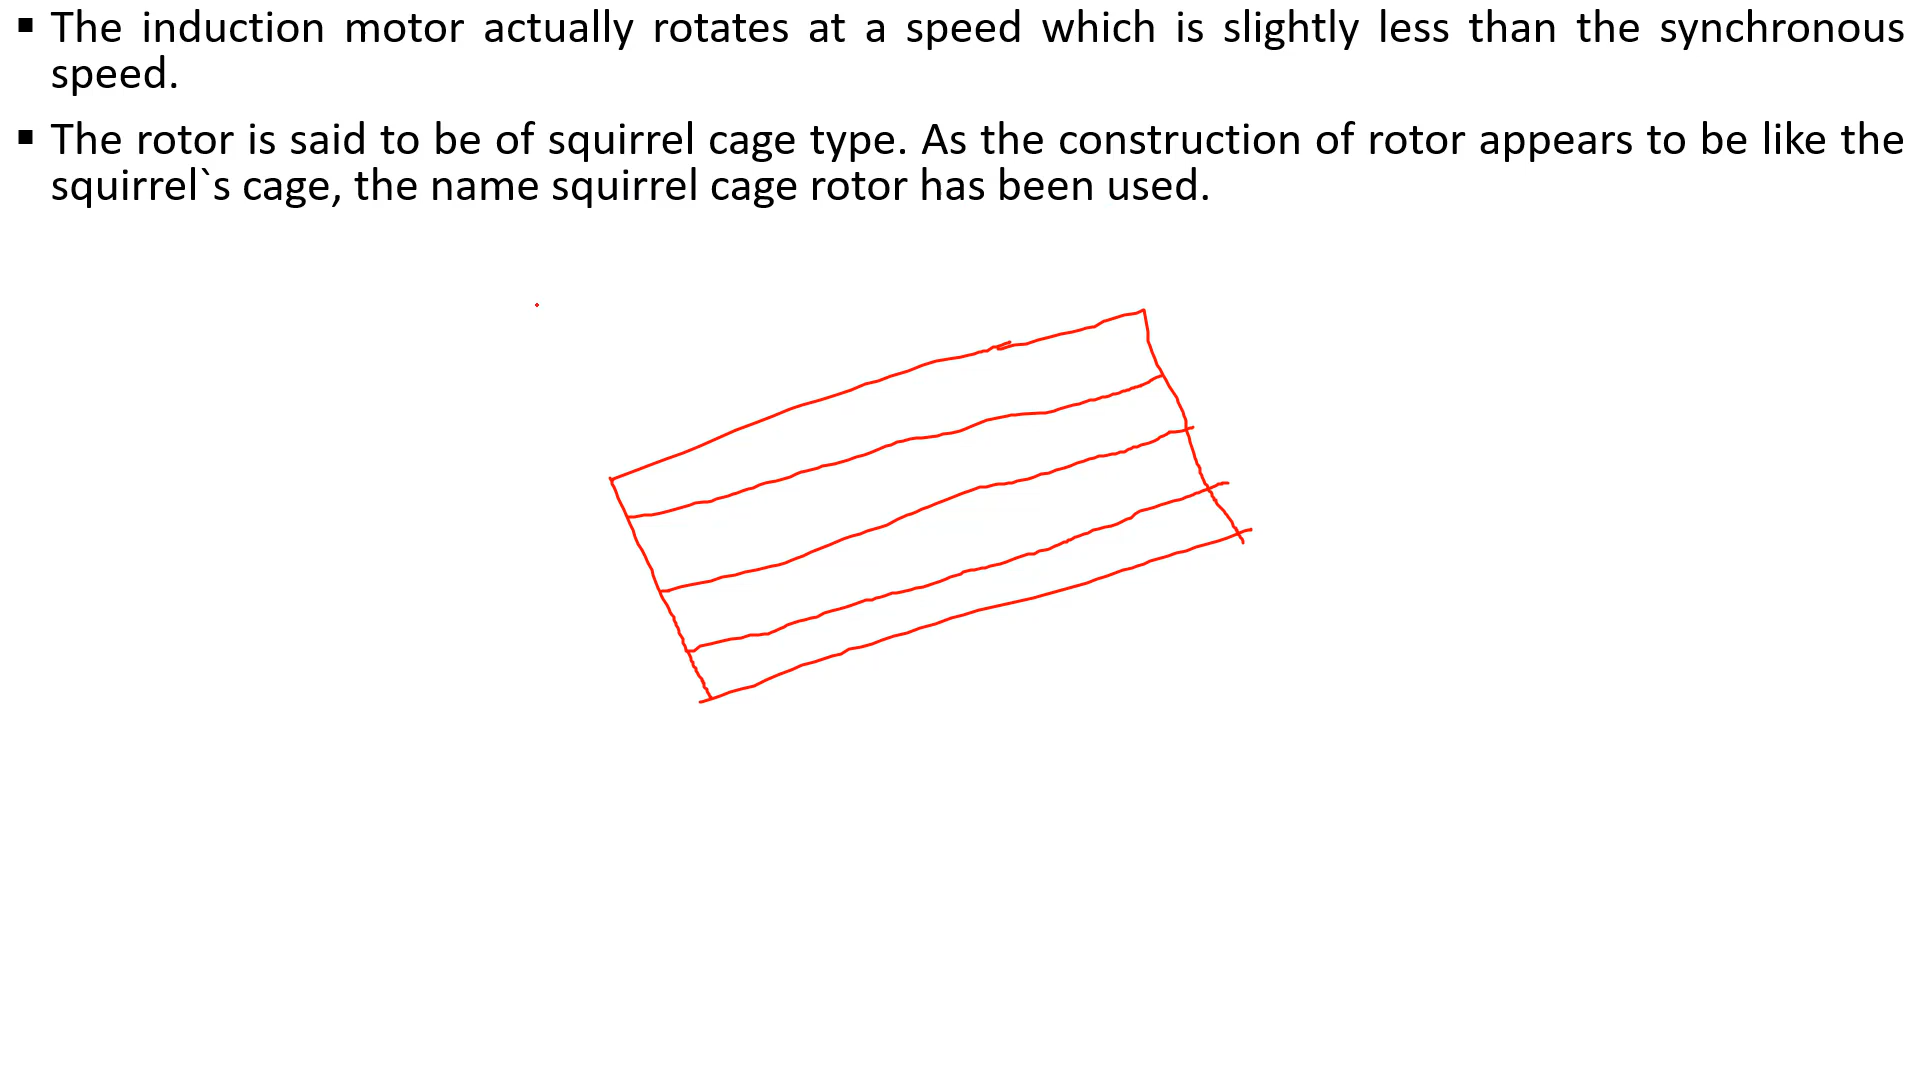 ▪ The induction motor actually rotates at a speed which is slightly less than the synchronous
speed.
▪ The rotor is said to be of squirrel cage type. As the construction of rotor appears to be like the
squirrel`s cage, the name squirrel cage rotor has been used.